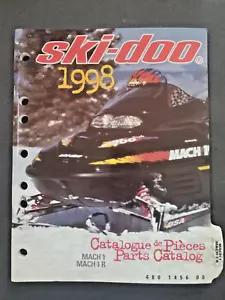 ski-doo®
1998
MACH 1
Catalogue de Pièces
Parts Catalog
MACH 1
MACH 1 R
480 1456 00